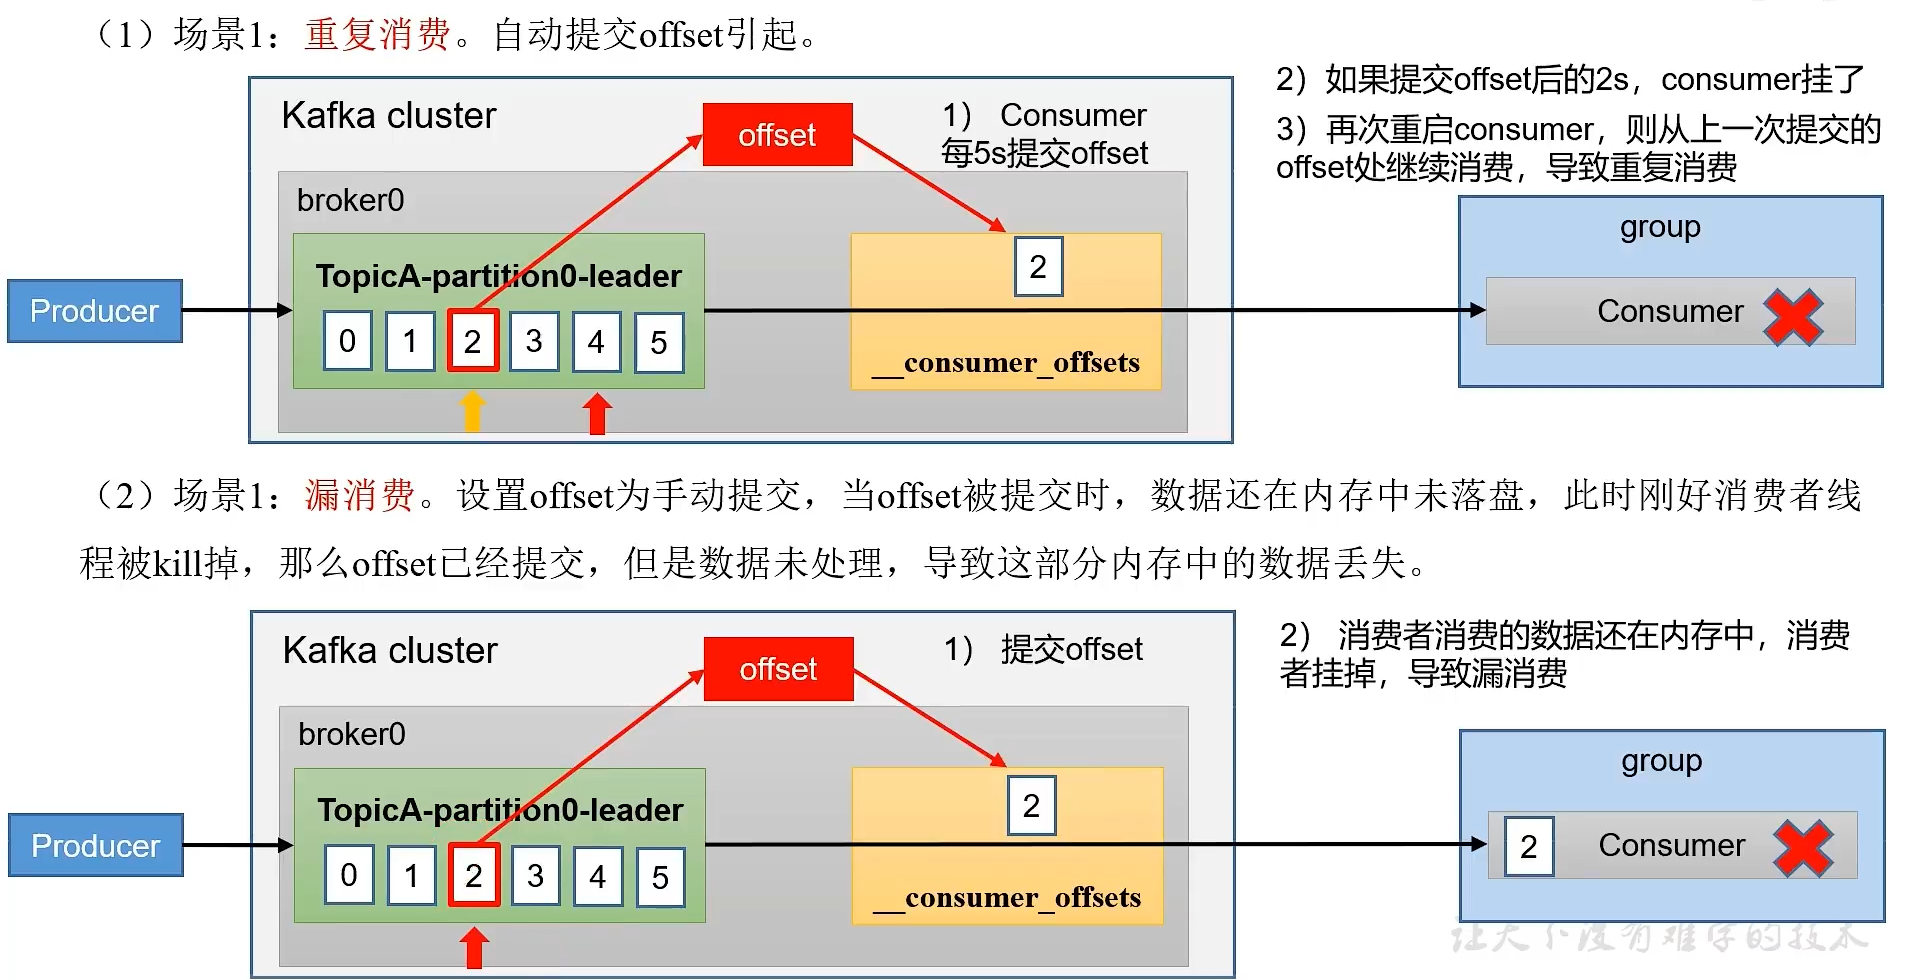 （1）场景1：重复消费。自动提交offset引起。
Kafka cluster
offset
1） Consumer
每5s提交offset
2）如果提交offset后的2s，consumer挂了
3）再次重启consumer，则从上一次提交的
offset处继续消费，导致重复消费
broker0
group
TopicA-partition0-leader
2
Producer
Consumer
0 1 2 3 4 5
__consumer_offsets
（2）场景1：漏消费。设置offset为手动提交，当offset被提交时，数据还在内存中未落盘，此时刚好消费者线
程被kill掉，那么offset已经提交，但是数据未处理，导致这部分内存中的数据丢失。
Kafka cluster
offset
1） 提交offset
2） 消费者消费的数据还在内存中，消费
者挂掉，导致漏消费
broker0
group
TopicA-partition0-leader
2
Producer
2 Consumer
0 1 2 3 4 5
__consumer_offsets
让天下没有难学的技术